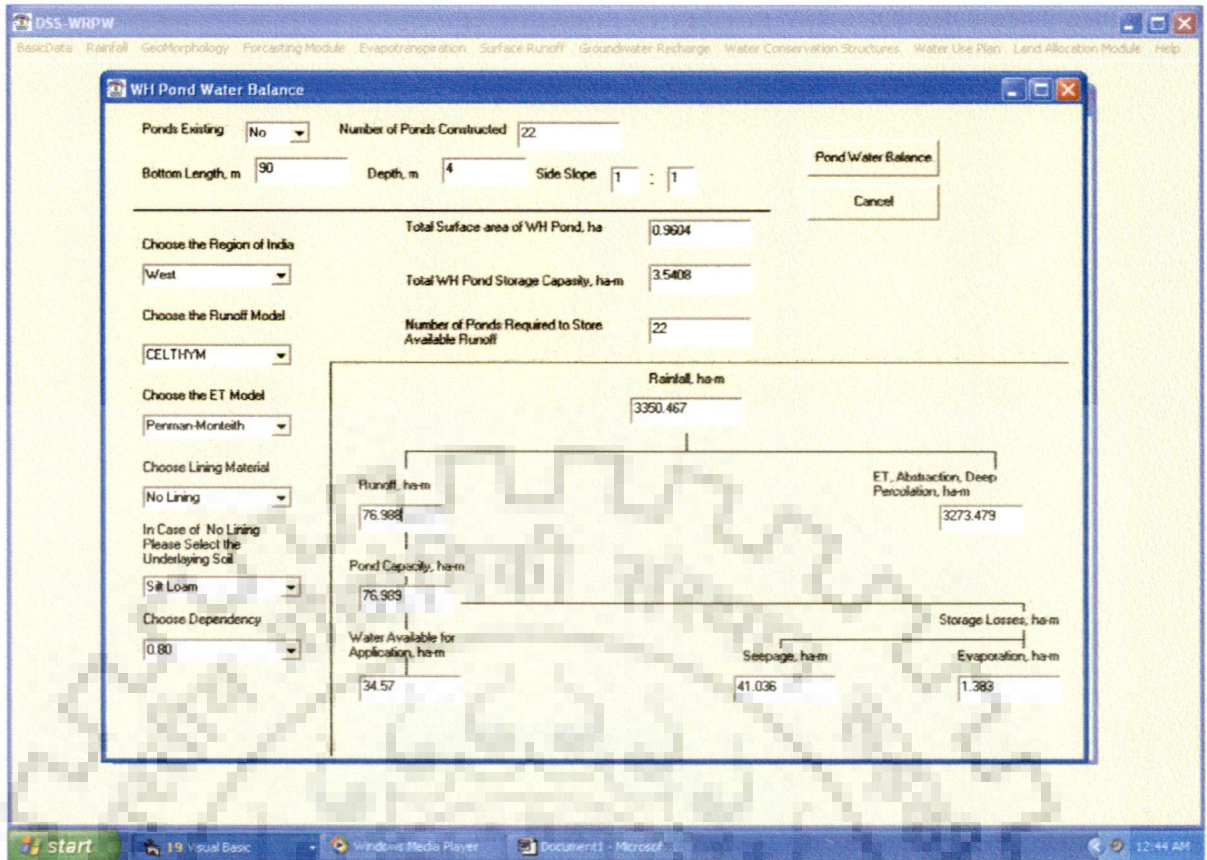 DSS-WRPW
BasicData Rainfall GeoMorphology Forcasting Module Evapotranspiration Surface Runoff Groundwater Recharge Water Conservation Structures Water Use Plan Land Allocation Module Help
WH Pond Water Balance
Ponds Existing No Number of Ponds Constructed 22
Pond Water Balance
Bottom Length, m 90 Depth, m 4 Side Slope 1 : 1
Cancel
Total Surface area of WH Pond, ha 0.9604
Choose the Region of India
West
Total WH Pond Storage Capasity, ha-m 3.5408
Choose the Runoff Model
Number of Ponds Required to Store
Available Runoff
22
CELTHYM
Rainfall, ha-m
3350.467
Choose the ET Model
Penman-Monteith
Choose Lining Material
No Lining
Runoff, ha-m
76.988
ET, Abstraction, Deep
Percolation, ha-m
3273.479
In Case of No Lining
Please Select the
Underlaying Soil
Silt Loam
Pond Capacity, ha-m
76.989
Choose Dependency
0.80
Storage Losses, ha-m
Water Available for
Application, ha-m
34.57
Seepage, ha-m
41.036
Evaporation, ha-m
1.383
start 19 Visual Basic Windows Media Player Document1 - Microsof... 12:44 AM